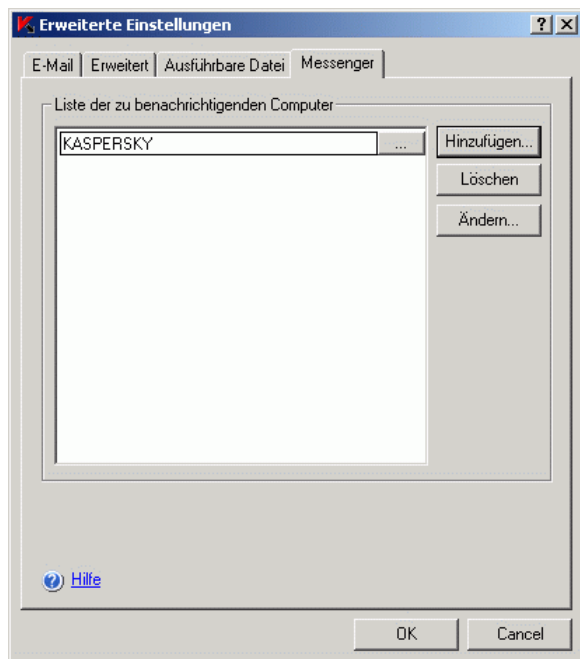 Erweiterte Einstellungen
E-Mail Erweitert Ausführbare Datei Messenger
Liste der zu benachrichtigenden Computer
KASPERSKY ... Hinzufügen...
Löschen
Ändern...
Hilfe
OK Cancel